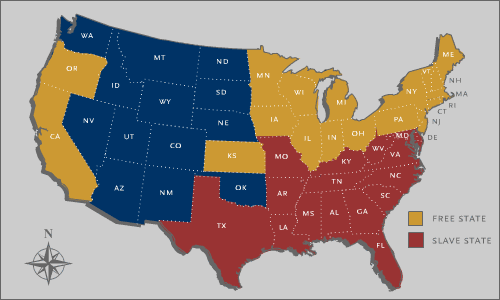 WA
OR
CA
MT
ID
NV
WY
UT
AZ
CO
NM
ND
SD
NE
KS
OK
TX
MN
IA
MO
AR
LA
WI
IL
MI
IN
OH
KY
TN
MS
AL
GA
FL
SC
NC
VA
WV
MD
DE
PA
NJ
NY
CT
RI
MA
VT
NH
ME
FREE STATE
SLAVE STATE
N